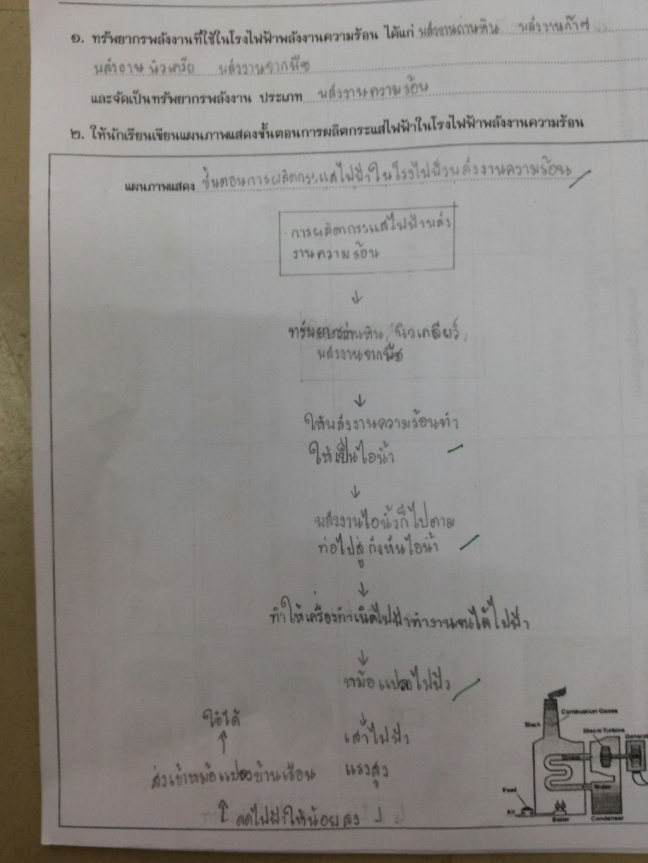 ๑. ทรัพยากรพลังงานที่ใช้ในโรงไฟฟ้าพลังงานความร้อน ได้แก่ พลังงานถ่านหิน พลังงานก๊าซ
พลังงาน นิวเคลีย พลังงานจากพืช
และจัดเป็นทรัพยากรพลังงาน ประเภท พลังงานความร้อน
๒. ให้นักเรียนเขียนแผนภาพแสดงขั้นตอนการผลิตกระแสไฟฟ้าในโรงไฟฟ้าพลังงานความร้อน
แผนภาพแสดง ขั้นตอนการผลิตกระแสไฟฟ้าในโรงไฟฟ้าพลังงานความร้อน
การผลิตกระแสไฟฟ้าพลัง
งานความร้อน
↓
ถ่านหิน, นิวเคลียร์,
พลังงานจากพืช
↓
ให้พลังงานความร้อนทำ
ให้เป็นไอน้ำ
↓
พลังงานไอน้ำก็ไปตาม
ท่อไปสู่กังหันไอน้ำ
↓
ทำให้เครื่องกำเนิดไฟฟ้าทำงานจนได้ไฟฟ้า
↓
หม้อแปลงไฟฟ้า
↓
เสาไฟฟ้า
แรงสูง
↓
ลดไฟฟ้าให้น้อยลง
↑
ส่งเข้าหม้อแปลงบ้านเรือน
↑
ใช้ได้
Combustion Gases
Stack
Steam Turbine
Steam
Water
Fuel
Air
Boiler
Condenser